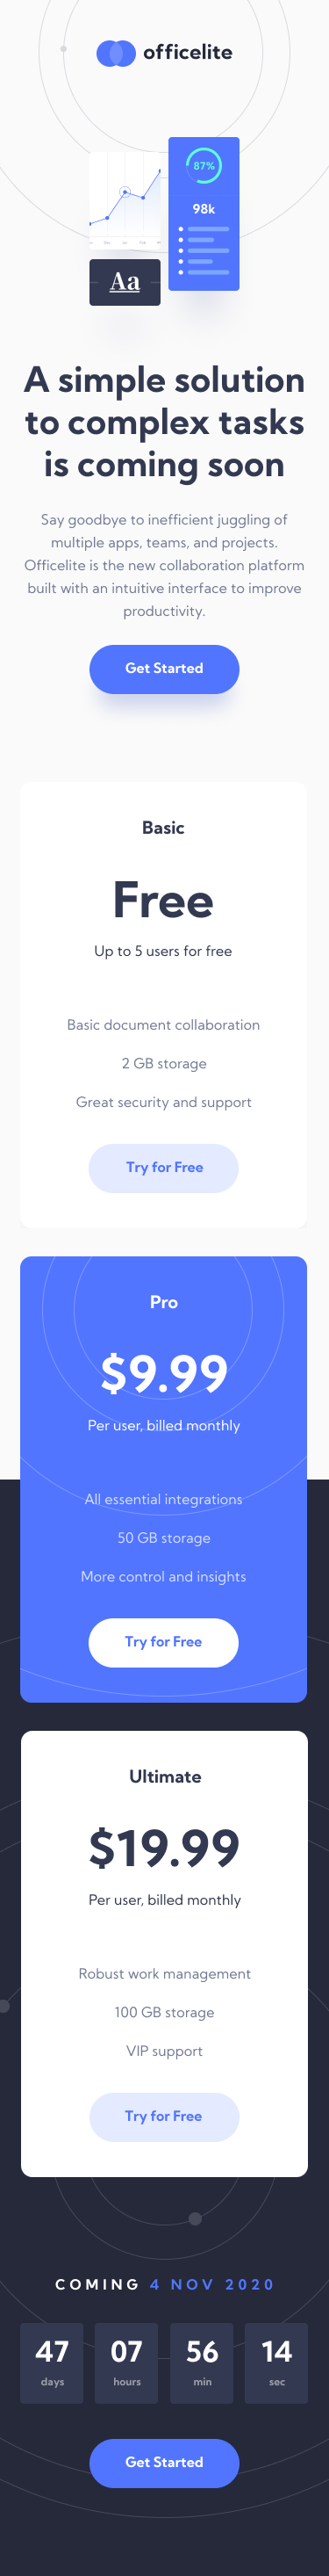 officelite
87%
98k
Aa
A simple solution
to complex tasks
is coming soon
Say goodbye to inefficient juggling of
multiple apps, teams, and projects.
Officelite is the new collaboration platform
built with an intuitive interface to improve
productivity.
Get Started
Basic
Free
Up to 5 users for free
Basic document collaboration
2 GB storage
Great security and support
Try for Free
Pro
$9.99
Per user, billed monthly
All essential integrations
50 GB storage
More control and insights
Try for Free
Ultimate
$19.99
Per user, billed monthly
Robust work management
100 GB storage
VIP support
Try for Free
COMING 4 NOV 2020
47 07 56 14
days hours min sec
Get Started